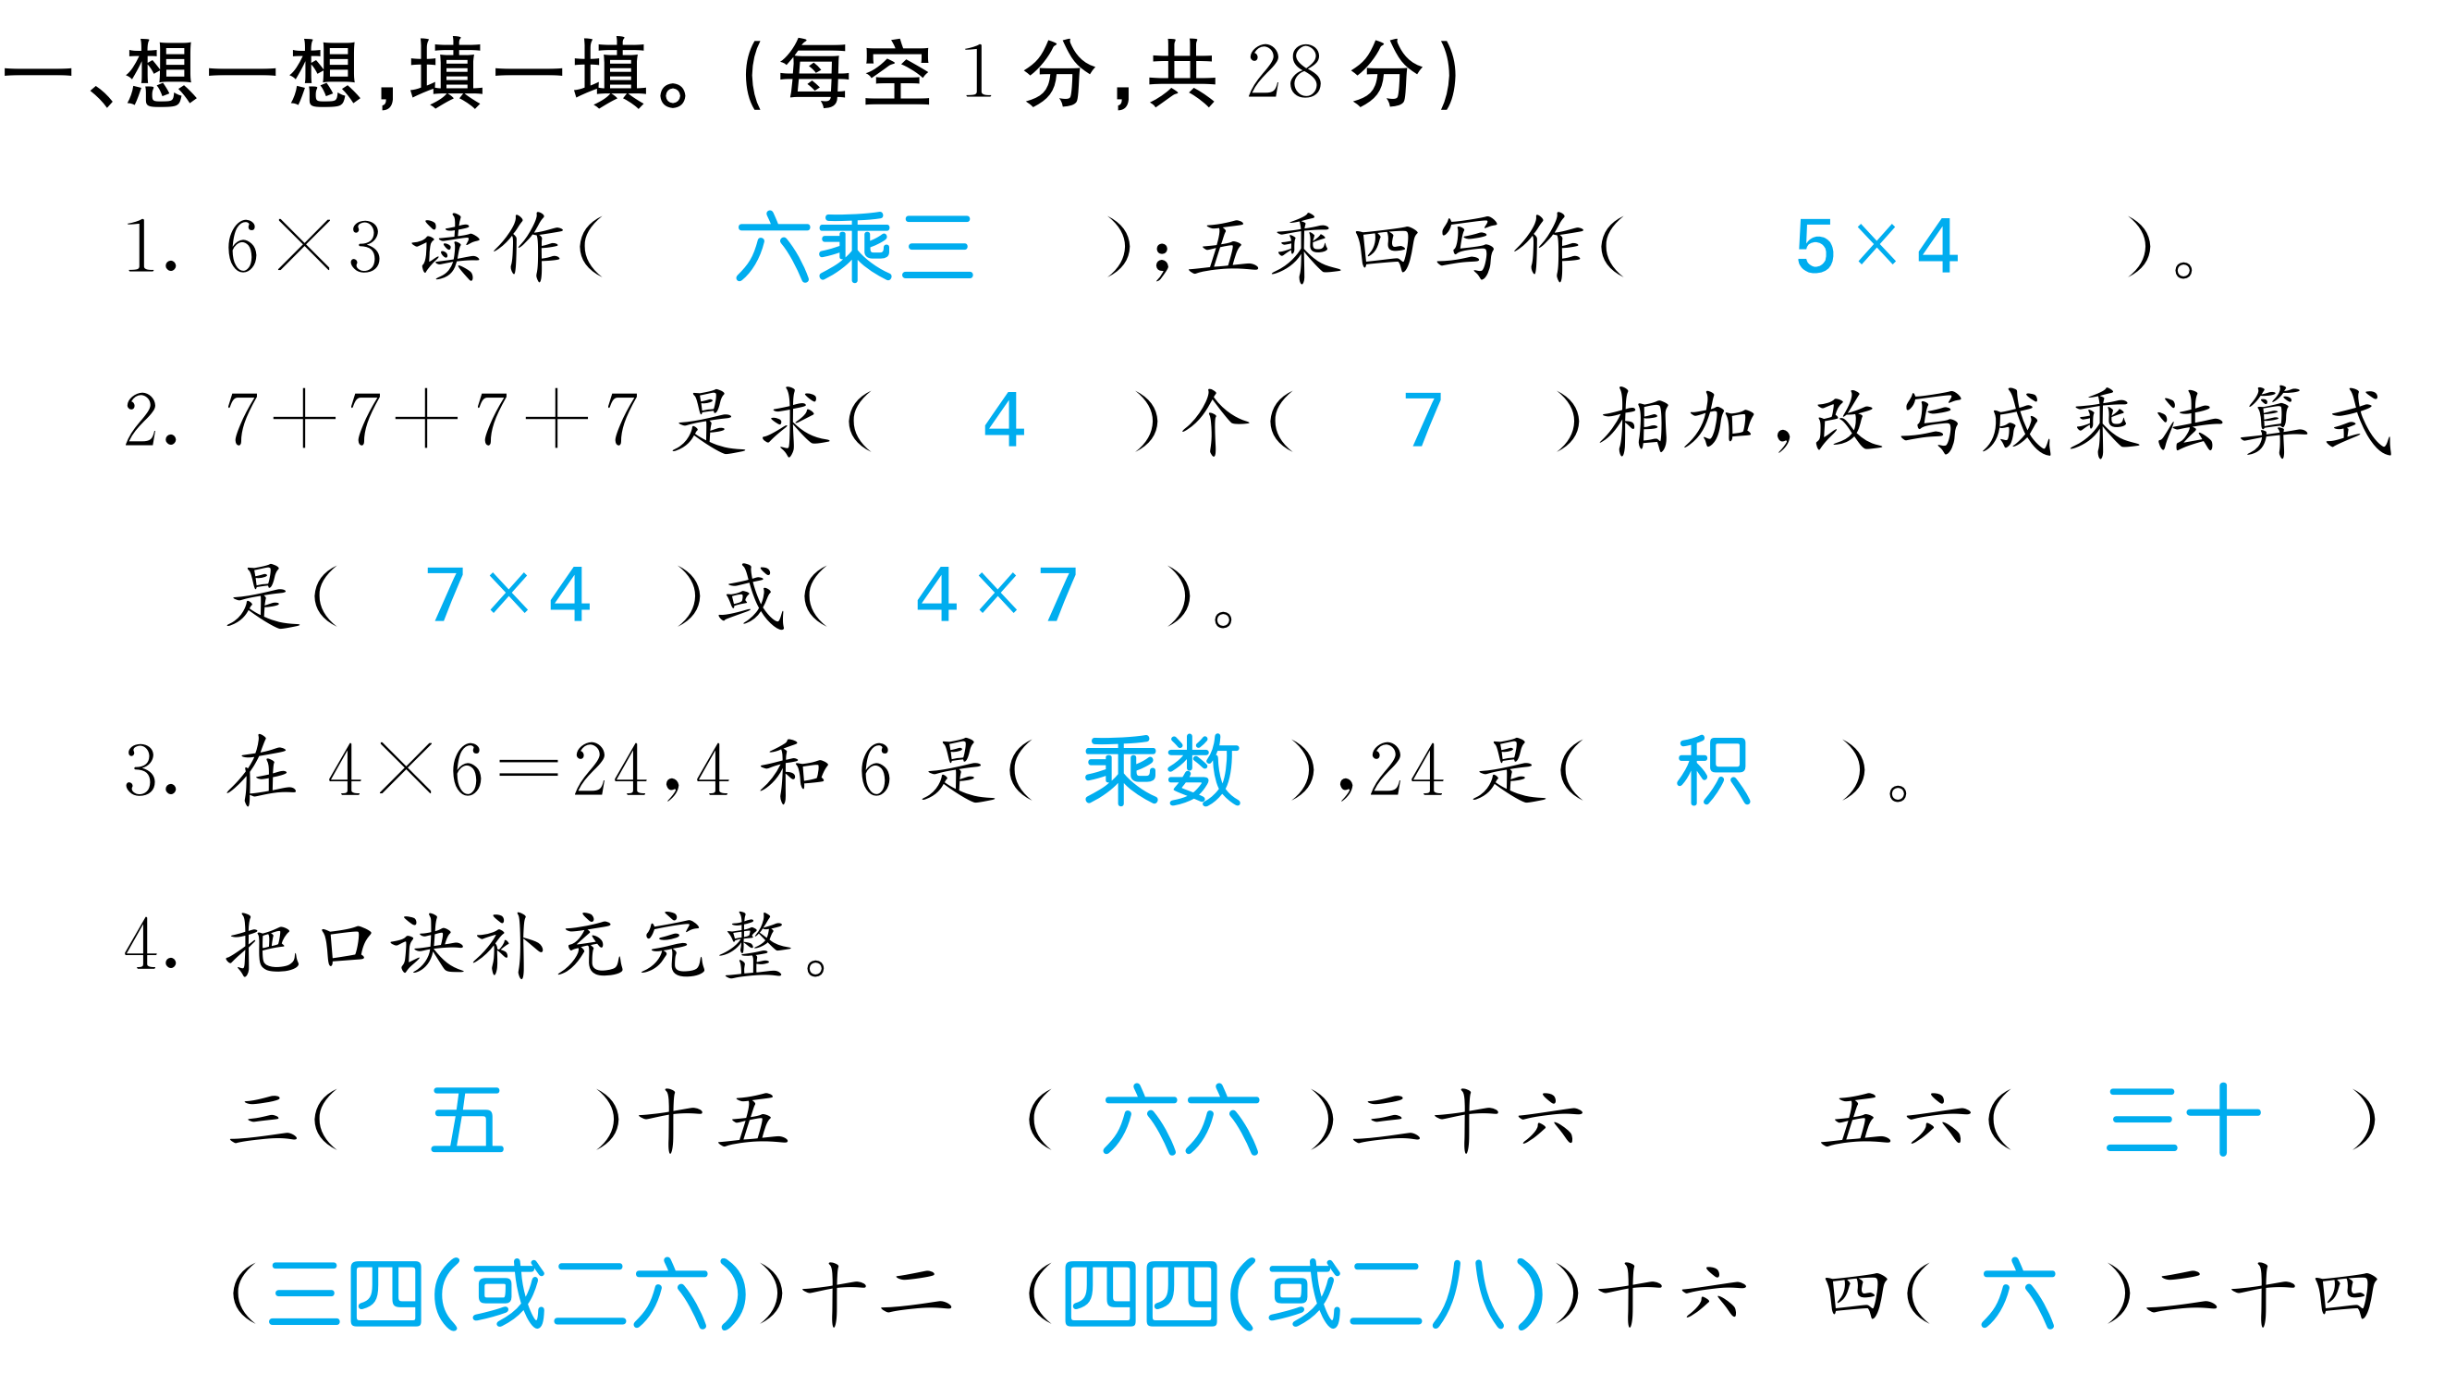 一、想一想,填一填。(每空 1 分,共 28 分)
1. 6×3 读作( 六乘三 );五乘四写作( 5×4 )。
2. 7+7+7+7 是求( 4 )个( 7 )相加,改写成乘法算式
是( 7×4 )或( 4×7 )。
3. 在 4×6=24,4 和 6 是( 乘数 ),24 是( 积 )。
4. 把口诀补充完整。
三( 五 )十五 ( 六六 )三十六 五六( 三十 )
(三四(或二六))十二 (四四(或二八))十六 四( 六 )二十四